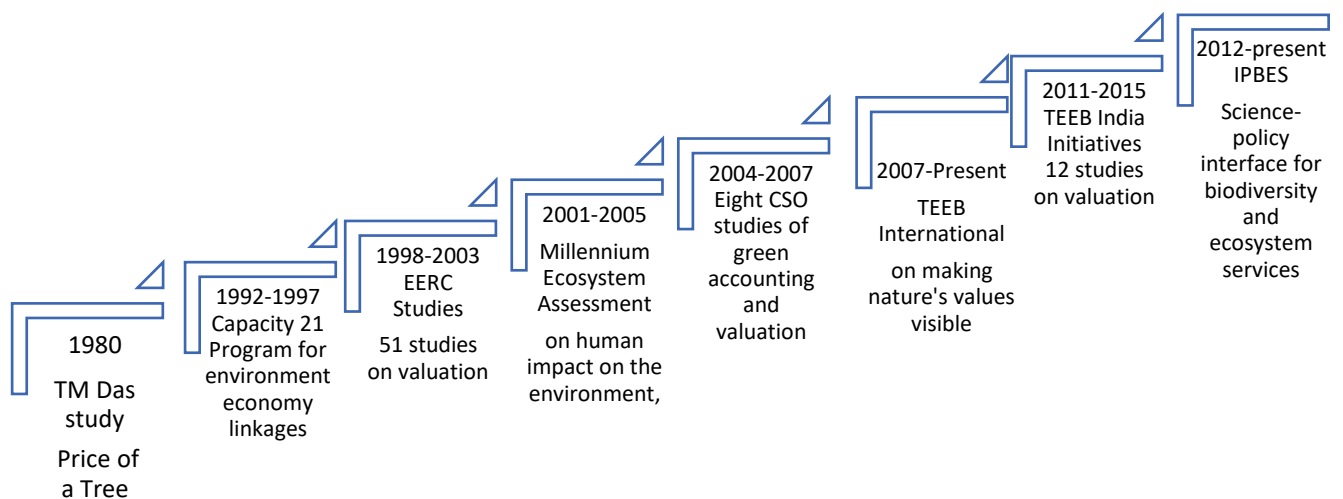 1980
TM Das
study
Price of
a Tree
1992-1997
Capacity 21
Program for
environment
economy
linkages
1998-2003
EERC
Studies
51 studies
on valuation
2001-2005
Millennium
Ecosystem
Assessment
on human
impact on the
environment,
2004-2007
Eight CSO
studies of
green
accounting
and
valuation
2007-Present
TEEB
International
on making
nature's values
visible
2011-2015
TEEB India
Initiatives
12 studies
on valuation
2012-present
IPBES
Science-
policy
interface for
biodiversity
and
ecosystem
services